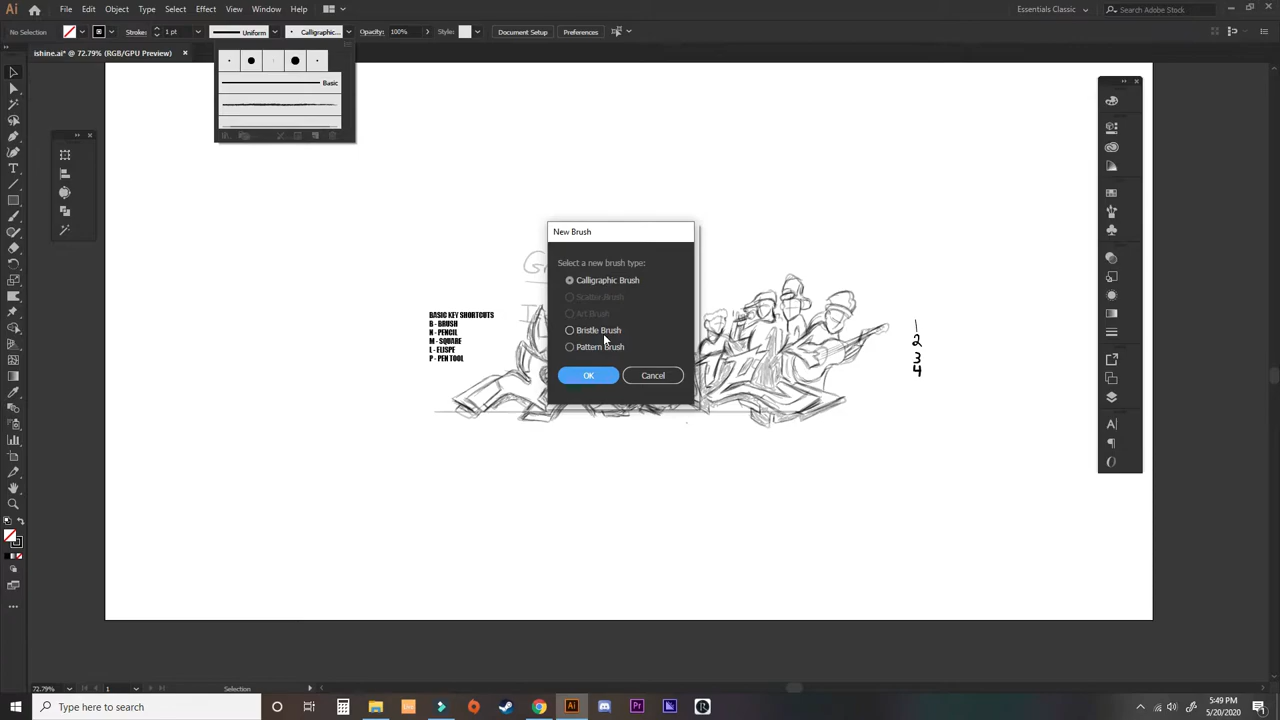 Ai
File Edit Object Type Select Effect View Window Help
Essentials Classic
Search Adobe Stock
No Selection
Stroke:
1 pt
Uniform
Calligraphic...
Opacity:
100%
Style:
Document Setup
Preferences
ishine.ai* @ 72.79% (RGB/GPU Preview)
Basic
New Brush
Select a new brush type:
Calligraphic Brush
Scatter Brush
Art Brush
Bristle Brush
Pattern Brush
OK
Cancel
BASIC KEY SHORTCUTS
B - BRUSH
N - PENCIL
M - SQUARE
L - ELISPE
P - PEN TOOL
2
3
4
72.79%
1
Selection
Type here to search
5:49 PM
5/20/2020